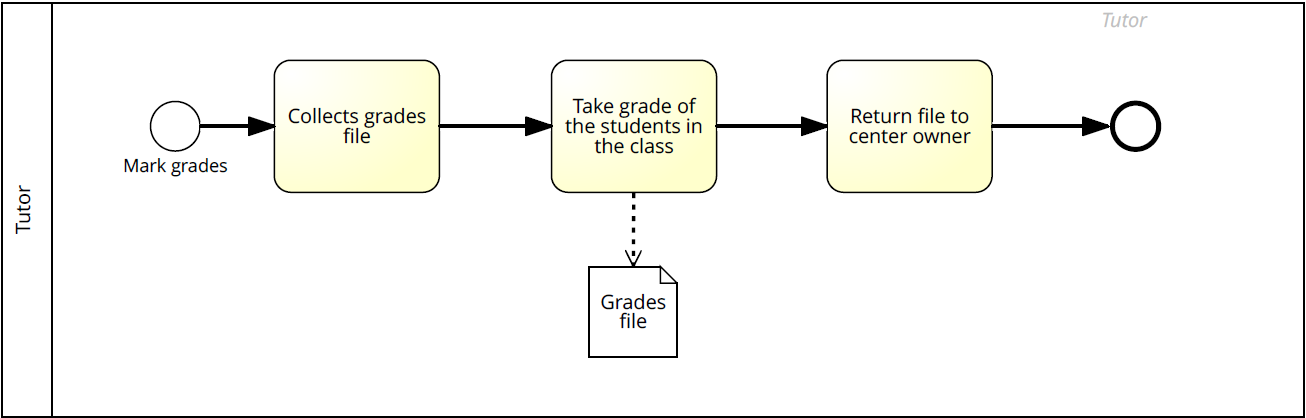 Tutor
Tutor
Mark grades
Collects grades
file
Take grade of
the students in
the class
Return file to
center owner
Grades
file